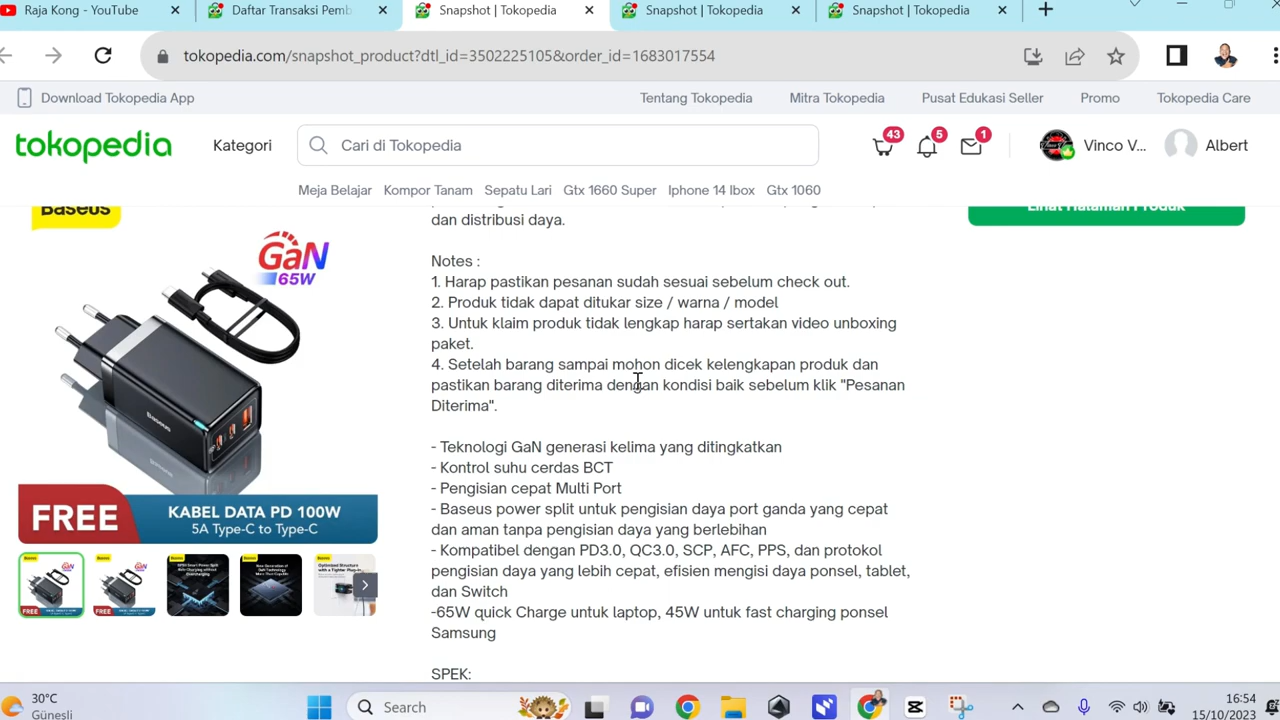 Raja Kong - YouTube
Daftar Transaksi Pemb
Snapshot | Tokopedia
Snapshot | Tokopedia
Snapshot | Tokopedia
tokopedia.com/snapshot_product?dtl_id=3502225105&order_id=1683017554
Download Tokopedia App
Tentang Tokopedia
Mitra Tokopedia
Pusat Edukasi Seller
Promo
Tokopedia Care
tokopedia
Kategori
Cari di Tokopedia
43
5
1
Vinco V...
Albert
Meja Belajar
Kompor Tanam
Sepatu Lari
Gtx 1660 Super
Iphone 14 Ibox
Gtx 1060
Baseus
GaN
65W
Baseus
FREE
KABEL DATA PD 100W
5A Type-C to Type-C
dan distribusi daya.
Notes :
1. Harap pastikan pesanan sudah sesuai sebelum check out.
2. Produk tidak dapat ditukar size / warna / model
3. Untuk klaim produk tidak lengkap harap sertakan video unboxing
paket.
4. Setelah barang sampai mohon dicek kelengkapan produk dan
pastikan barang diterima dengan kondisi baik sebelum klik "Pesanan
Diterima".
- Teknologi GaN generasi kelima yang ditingkatkan
- Kontrol suhu cerdas BCT
- Pengisian cepat Multi Port
- Baseus power split untuk pengisian daya port ganda yang cepat
dan aman tanpa pengisian daya yang berlebihan
- Kompatibel dengan PD3.0, QC3.0, SCP, AFC, PPS, dan protokol
pengisian daya yang lebih cepat, efisien mengisi daya ponsel, tablet,
dan Switch
-65W quick Charge untuk laptop, 45W untuk fast charging ponsel
Samsung
SPEK:
Lihat Halaman Produk
30°C
Güneşli
Search
16:54
15/10/2023